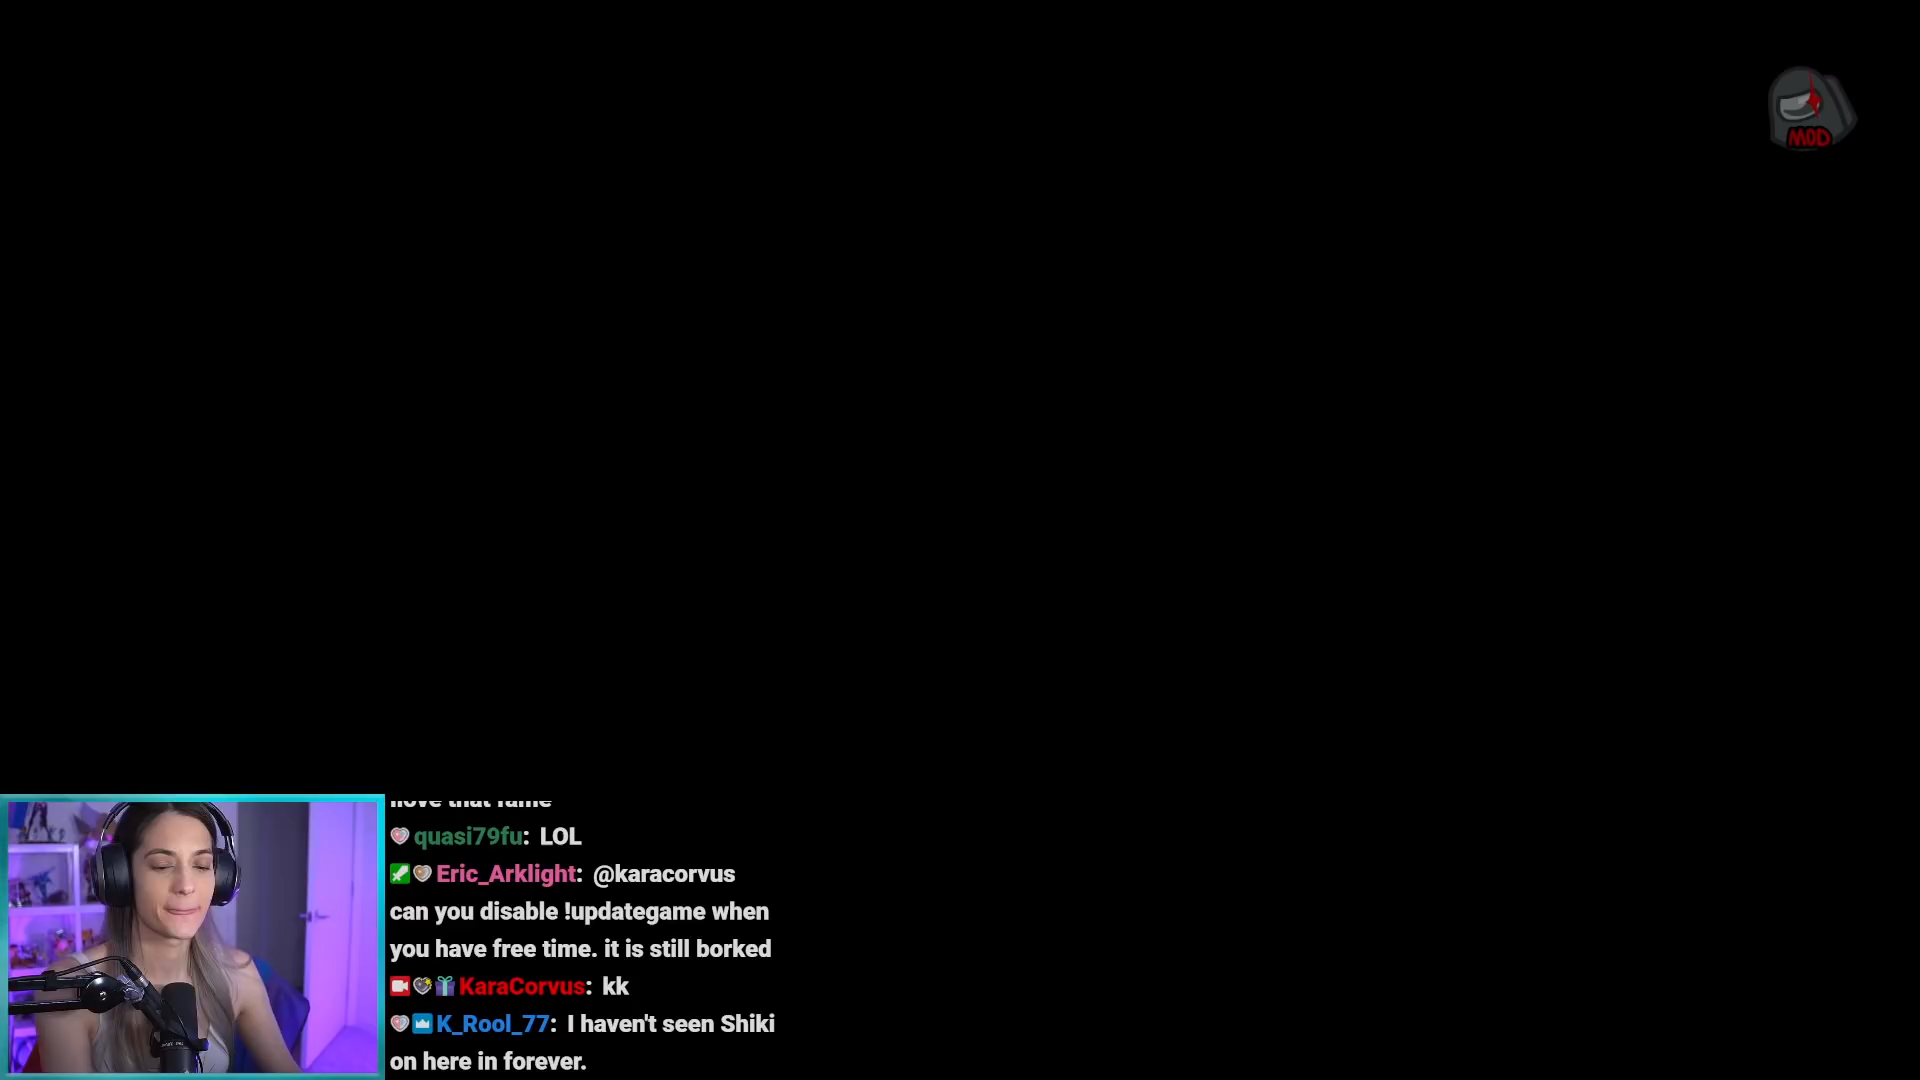 MOD
quasi79fu: LOL
Eric_Arklight: @karacorvus
can you disable !updategame when
you have free time. it is still borked
KaraCorvus: kk
K_Rool_77: I haven't seen Shiki
on here in forever.